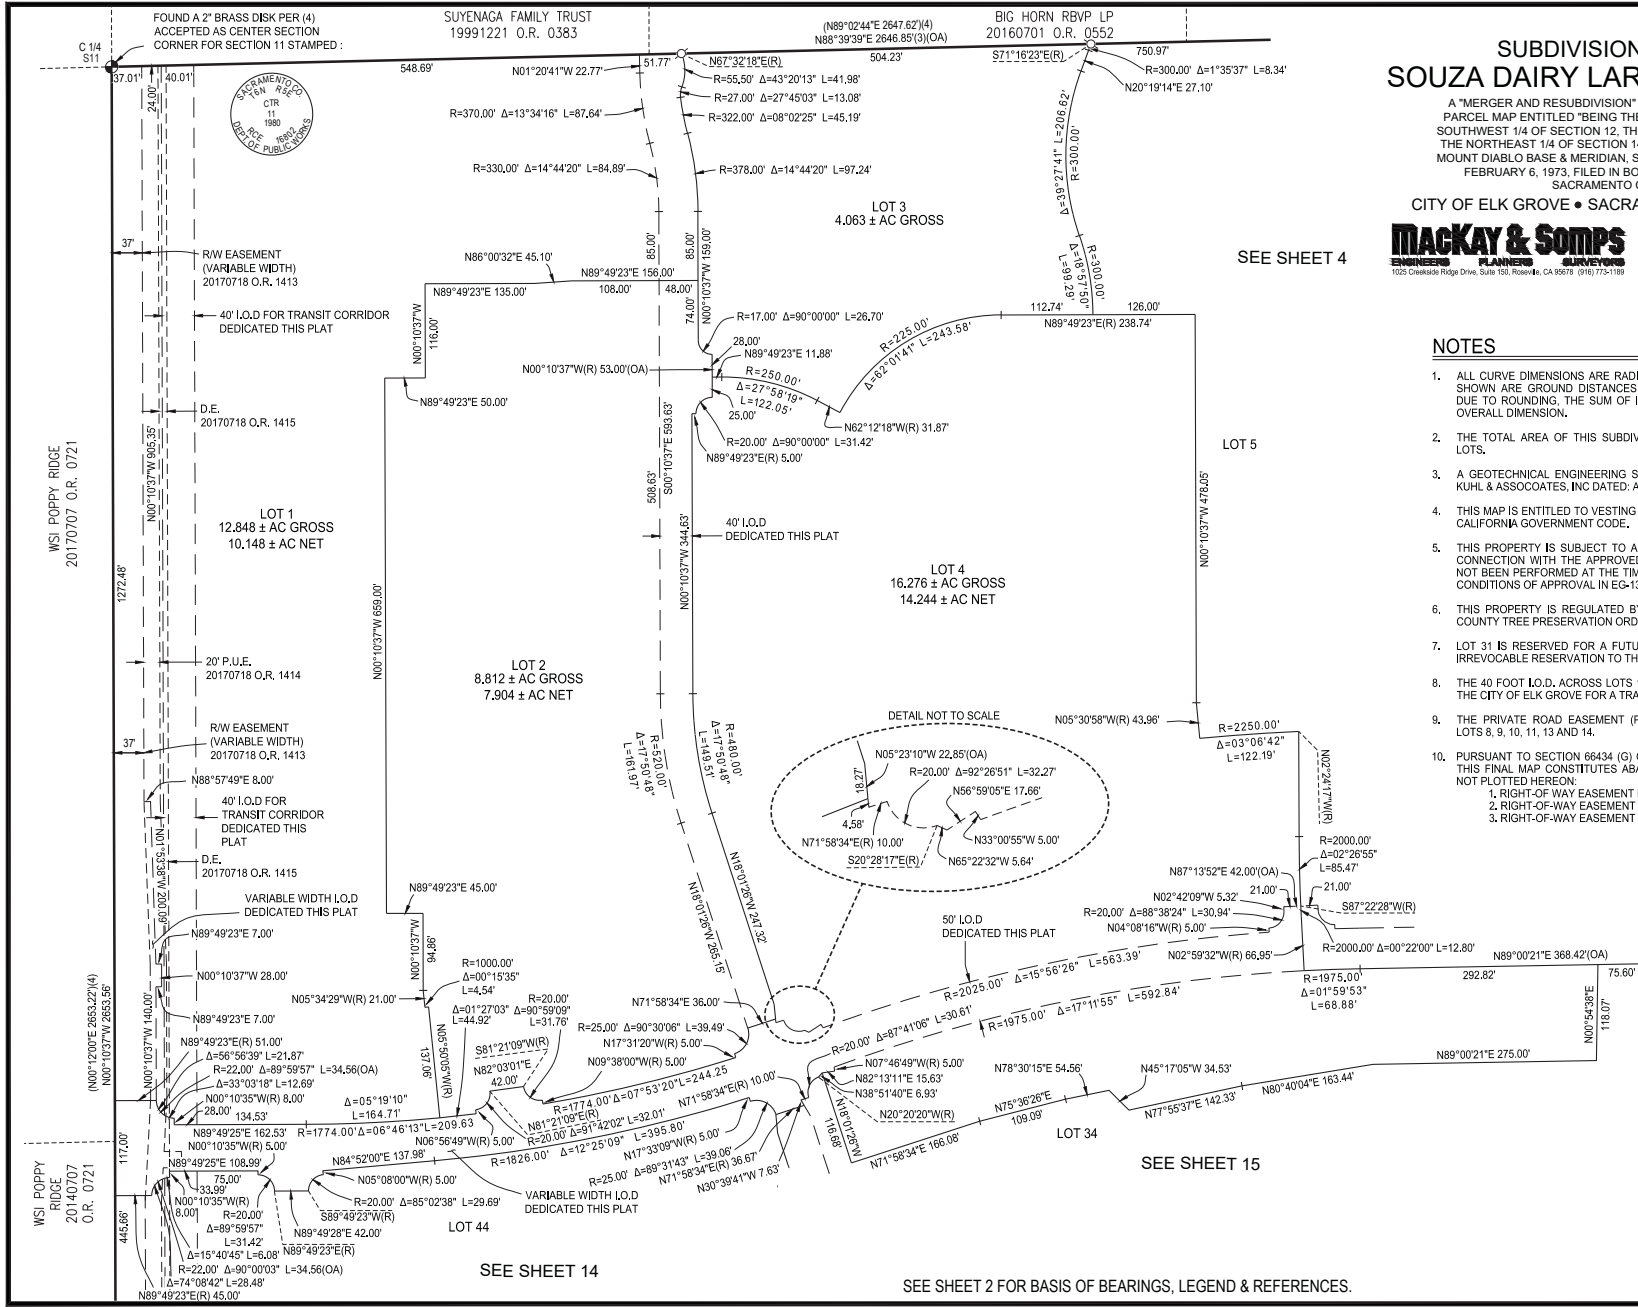 FOUND A 2" BRASS DISK PER (4)
ACCEPTED AS CENTER SECTION
CORNER FOR SECTION 11 STAMPED :
C 1/4
S11
SACRAMENTO CO.
T6N R5E
CTR
11
1980
RCE 16802
DEPT OF PUBLIC WORKS
SUYENAGA FAMILY TRUST
19991221 O.R. 0383
(N89°02'44"E 2647.62')(4)
N88°39'39"E 2646.85'(3)(OA)
BIG HORN RBVP LP
20160701 O.R. 0552
37.01'
40.01'
24.00'
548.69'
N01°20'41"W 22.77'
51.77'
N67°32'18"E(R)
504.23'
S71°16'23"E(R)
750.97'
R=300.00' Δ=1°35'37" L=8.34'
N20°19'14"E 27.10'
R=55.50' Δ=43°20'13" L=41.98'
R=27.00' Δ=27°45'03" L=13.08'
R=322.00' Δ=08°02'25" L=45.19'
R=370.00' Δ=13°34'16" L=87.64'
R=330.00' Δ=14°44'20" L=84.89'
R=378.00' Δ=14°44'20" L=97.24'
Δ=39°27'41" L=206.62'
R=300.00'
LOT 3
4.063 ± AC GROSS
R=300.00'
Δ=18°57'50"
L=99.29'
SEE SHEET 4
37'
R/W EASEMENT
(VARIABLE WIDTH)
20170718 O.R. 1413
40' I.O.D FOR TRANSIT CORRIDOR
DEDICATED THIS PLAT
N86°00'32"E 45.10'
N89°49'23"E 156.00'
N89°49'23"E 135.00'
108.00'
48.00'
85.00'
85.00'
N00°10'37"W 159.00'
74.00'
N00°10'37"W
116.00'
R=17.00' Δ=90°00'00" L=26.70'
28.00'
N89°49'23"E 11.88'
N00°10'37"W(R) 53.00'(OA)
R=250.00'
Δ=27°58'19"
L=122.05'
25.00'
R=225.00'
Δ=62°01'41" L=243.58'
112.74'
126.00'
N89°49'23"E(R) 238.74'
N62°12'18"W(R) 31.87'
R=20.00' Δ=90°00'00" L=31.42'
N89°49'23"E(R) 5.00'
N89°49'23"E 50.00'
D.E.
20170718 O.R. 1415
WSI POPPY RIDGE
20170707 O.R. 0721
N00°10'37"W 905.35'
508.63'
S00°10'37"E 593.63'
LOT 5
N00°10'37"W 478.05'
LOT 1
12.848 ± AC GROSS
10.148 ± AC NET
1272.48'
N00°10'37"W 659.00'
40' I.O.D
DEDICATED THIS PLAT
N00°10'37"W 344.63'
LOT 4
16.276 ± AC GROSS
14.244 ± AC NET
20' P.U.E.
20170718 O.R. 1414
LOT 2
8.812 ± AC GROSS
7.904 ± AC NET
R/W EASEMENT
(VARIABLE WIDTH)
20170718 O.R. 1413
37'
N88°57'49"E 8.00'
40' I.O.D FOR
TRANSIT CORRIDOR
DEDICATED THIS
PLAT
D.E.
20170718 O.R. 1415
N01°53'38"W 200.09'
VARIABLE WIDTH I.O.D
DEDICATED THIS PLAT
N89°49'23"E 7.00'
N00°10'37"W 28.00'
N89°49'23"E 7.00'
R=520.00'
Δ=17°50'48"
L=161.97'
R=480.00'
Δ=17°50'48"
L=149.51'
N18°01'26"W 247.32'
N18°01'26"W 265.15'
DETAIL NOT TO SCALE
N05°23'10"W 22.85'(OA)
18.27'
R=20.00' Δ=92°26'51" L=32.27'
N56°59'05"E 17.66'
4.58'
N71°58'34"E(R) 10.00'
N33°00'55"W 5.00'
S20°28'17"E(R)
N65°22'32"W 5.64'
N05°30'58"W(R) 43.96'
R=2250.00'
Δ=03°06'42"
L=122.19'
N02°24'17"W(R)
R=2000.00'
Δ=02°26'55"
L=85.47'
N87°13'52"E 42.00'(OA)
N02°42'09"W 5.32'
21.00'
21.00'
R=20.00' Δ=88°38'24" L=30.94'
N04°08'16"W(R) 5.00'
S87°22'28"W(R)
N02°59'32"W(R) 66.95'
R=2000.00' Δ=00°22'00" L=12.80'
N89°00'21"E 368.42'(OA)
R=1975.00'
Δ=01°59'53"
L=68.88'
292.82'
75.60'
N00°54'38"E
118.07'
N89°00'21"E 275.00'
50' I.O.D
DEDICATED THIS PLAT
R=2025.00' Δ=15°56'26" L=563.39'
R=1975.00' Δ=17°11'55" L=592.84'
(N00°12'00"E 2653.22')(4)
N00°10'37"W 2653.56'
N00°10'37"W 140.00'
N89°49'23"E 45.00'
N00°10'37"W
94.86'
N05°34'29"W(R) 21.00'
R=1000.00'
Δ=00°15'35"
L=4.54'
Δ=01°27'03"
L=44.92'
R=20.00'
Δ=90°59'09"
L=31.76'
N05°50'05"W(R)
137.06'
N71°58'34"E 36.00'
R=25.00' Δ=90°30'06" L=39.49'
N17°31'20"W(R) 5.00'
N09°38'00"W(R) 5.00'
S81°21'09"W(R)
N82°03'01"E
42.00'
R=20.00' Δ=87°41'06" L=30.61'
N07°46'49"W(R) 5.00'
N82°13'11"E 15.63'
N38°51'40"E 6.93'
N20°20'20"W(R)
N18°01'26"W
116.68'
N78°30'15"E 54.56'
N75°36'26"E
109.09'
N45°17'05"W 34.53'
N80°40'04"E 163.44'
N77°55'37"E 142.33'
N71°58'34"E 166.08'
LOT 34
SEE SHEET 15
N89°49'23"E(R) 51.00'
Δ=56°56'39" L=21.87'
R=22.00' Δ=89°59'57" L=34.56(OA)
Δ=33°03'18" L=12.69'
N00°10'35"W(R) 8.00'
28.00'
134.53'
N89°49'25"E 162.53'
N00°10'35"W(R) 5.00'
Δ=05°19'10"
L=164.71'
R=1774.00' Δ=06°46'13" L=209.63
R=1774.00' Δ=07°53'20" L=244.25
N71°58'34"E(R) 10.00'
N81°21'09"E(R)
R=20.00' Δ=91°42'02" L=32.01'
N06°56'49"W(R) 5.00'
R=1826.00' Δ=12°25'09" L=395.80'
N17°33'09"W(R) 5.00'
R=25.00' Δ=89°31'43" L=39.06'
N71°58'34"E(R) 36.67'
N30°39'41"W 7.63'
117.00'
WSI POPPY
RIDGE
20140707
O.R. 0721
445.66'
N89°49'25"E 108.99'
75.00'
33.99'
N00°10'35"W(R)
8.00'
R=20.00'
Δ=89°59'57"
L=31.42'
N84°52'00"E 137.98'
N05°08'00"W(R) 5.00'
R=20.00' Δ=85°02'38" L=29.69'
VARIABLE WIDTH I.O.D
DEDICATED THIS PLAT
S89°49'23"W(R)
N89°49'28"E 42.00'
N89°49'23"E(R)
LOT 44
Δ=15°40'45" L=6.08'
R=22.00' Δ=90°00'03" L=34.56(OA)
Δ=74°08'42" L=28.48'
N89°49'23"E(R) 45.00'
SEE SHEET 14
SEE SHEET 2 FOR BASIS OF BEARINGS, LEGEND & REFERENCES.
SUBDIVISION
SOUZA DAIRY LAR
A "MERGER AND RESUBDIVISION"
PARCEL MAP ENTITLED "BEING THE
SOUTHWEST 1/4 OF SECTION 12, TH
THE NORTHEAST 1/4 OF SECTION 14
MOUNT DIABLO BASE & MERIDIAN, S
FEBRUARY 6, 1973, FILED IN BO
SACRAMENTO
CITY OF ELK GROVE ● SACRA
MACKAY & SOMPS
ENGINEERS PLANNERS SURVEYORS
1025 Creekside Ridge Drive, Suite 150, Roseville, CA 95678 (916) 773-1189
NOTES
1. ALL CURVE DIMENSIONS ARE RADI
SHOWN ARE GROUND DISTANCES
DUE TO ROUNDING, THE SUM OF I
OVERALL DIMENSION.
2. THE TOTAL AREA OF THIS SUBDIV
LOTS.
3. A GEOTECHNICAL ENGINEERING S
KUHL & ASSOCOATES, INC DATED: A
4. THIS MAP IS ENTITLED TO VESTING
CALIFORNIA GOVERNMENT CODE.
5. THIS PROPERTY IS SUBJECT TO A
CONNECTION WITH THE APPROVED
NOT BEEN PERFORMED AT THE TIM
CONDITIONS OF APPROVAL IN EG-13
6. THIS PROPERTY IS REGULATED BY
COUNTY TREE PRESERVATION ORD
7. LOT 31 IS RESERVED FOR A FUTU
IRREVOCABLE RESERVATION TO TH
8. THE 40 FOOT I.O.D. ACROSS LOTS
THE CITY OF ELK GROVE FOR A TRA
9. THE PRIVATE ROAD EASEMENT (P
LOTS 8, 9, 10, 11, 13 AND 14.
10. PURSUANT TO SECTION 66434 (G)
THIS FINAL MAP CONSTITUTES ABA
NOT PLOTTED HEREON:
1. RIGHT-OF WAY EASEMENT
2. RIGHT-OF-WAY EASEMENT
3. RIGHT-OF-WAY EASEMENT